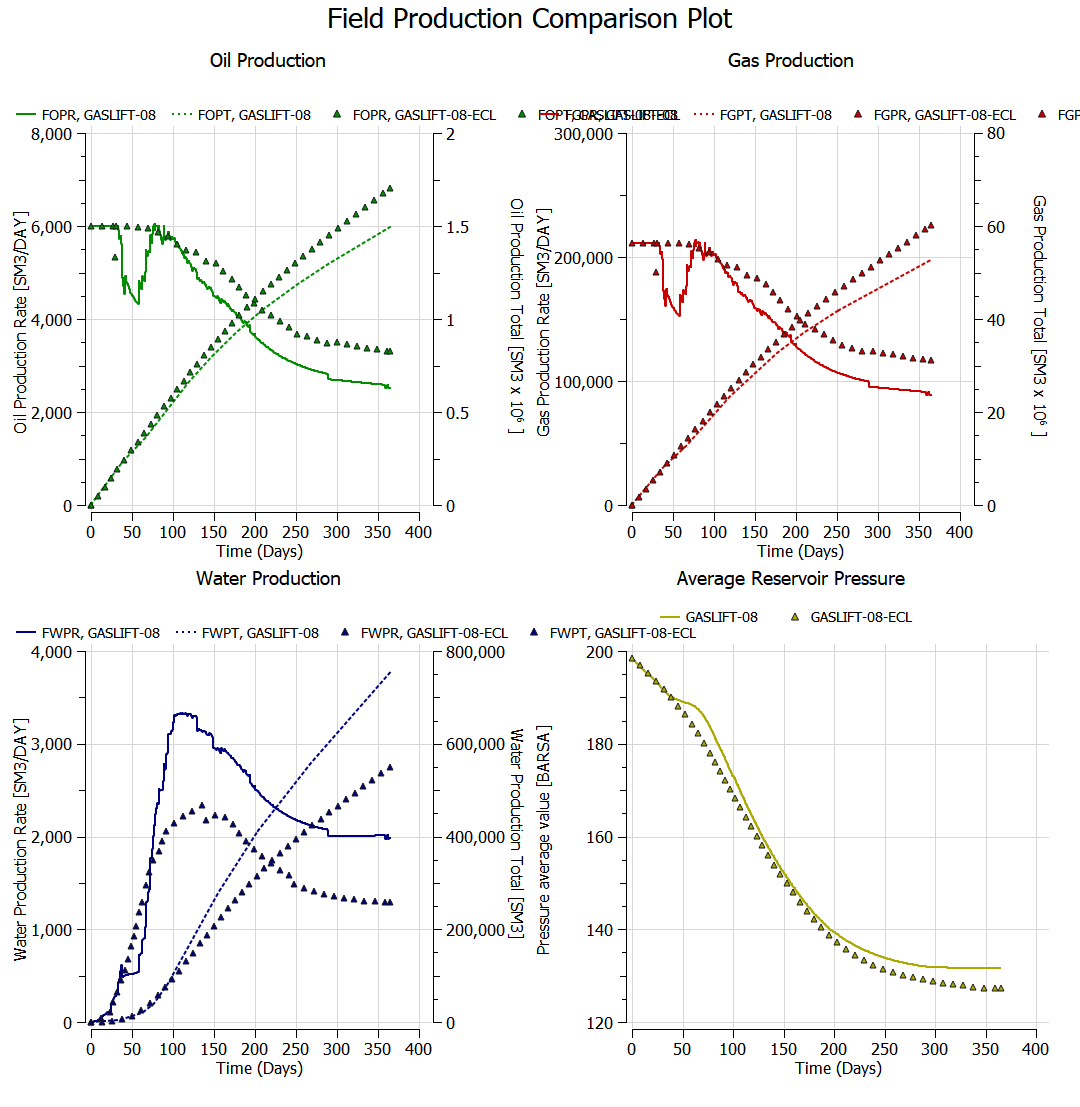 Field Production Comparison Plot
Oil Production
Gas Production
FOPR, GASLIFT-08
FOPT, GASLIFT-08
FOPR, GASLIFT-08-ECL
FGPT, GASLIFT-08
FGPR, GASLIFT-08-ECL
8,000
6,000
4,000
2,000
0
2
1.5
1
0.5
0
Oil Production Rate [SM3/DAY]
Oil Production Total [SM3 x 10⁶ ]
0 50 100 150 200 250 300 350 400
Time (Days)
300,000
200,000
100,000
0
80
60
40
20
0
Gas Production Rate [SM3/DAY]
Gas Production Total [SM3 x 10⁶ ]
0 50 100 150 200 250 300 350 400
Time (Days)
Water Production
Average Reservoir Pressure
FWPR, GASLIFT-08
FWPT, GASLIFT-08
FWPR, GASLIFT-08-ECL
FWPT, GASLIFT-08-ECL
GASLIFT-08
GASLIFT-08-ECL
4,000
3,000
2,000
1,000
0
800,000
600,000
400,000
200,000
0
Water Production Rate [SM3/DAY]
Water Production Total [SM3]
0 50 100 150 200 250 300 350 400
Time (Days)
200
180
160
140
120
Pressure average value [BARSA]
0 50 100 150 200 250 300 350 400
Time (Days)